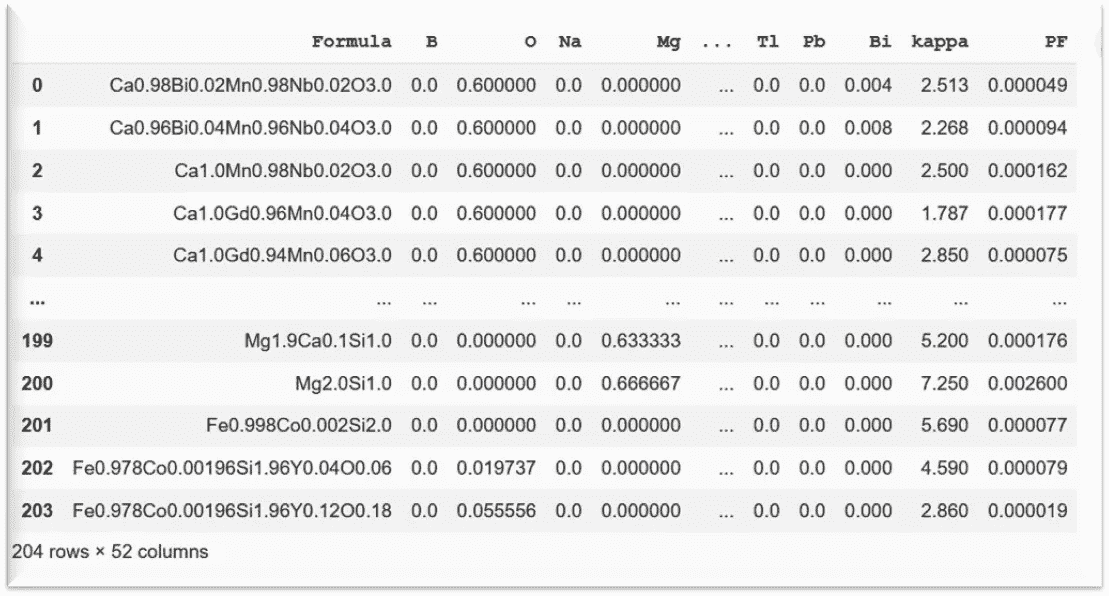 Formula B O Na Mg ... Tl Pb Bi kappa PF
0 Ca0.98Bi0.02Mn0.98Nb0.02O3.0 0.0 0.600000 0.0 0.000000 ... 0.0 0.0 0.004 2.513 0.000049
1 Ca0.96Bi0.04Mn0.96Nb0.04O3.0 0.0 0.600000 0.0 0.000000 ... 0.0 0.0 0.008 2.268 0.000094
2 Ca1.0Mn0.98Nb0.02O3.0 0.0 0.600000 0.0 0.000000 ... 0.0 0.0 0.000 2.500 0.000162
3 Ca1.0Gd0.96Mn0.04O3.0 0.0 0.600000 0.0 0.000000 ... 0.0 0.0 0.000 1.787 0.000177
4 Ca1.0Gd0.94Mn0.06O3.0 0.0 0.600000 0.0 0.000000 ... 0.0 0.0 0.000 2.850 0.000075
... ... ... ... ... ... ... ... ... ... ... ...
199 Mg1.9Ca0.1Si1.0 0.0 0.000000 0.0 0.633333 ... 0.0 0.0 0.000 5.200 0.000176
200 Mg2.0Si1.0 0.0 0.000000 0.0 0.666667 ... 0.0 0.0 0.000 7.250 0.002600
201 Fe0.998Co0.002Si2.0 0.0 0.000000 0.0 0.000000 ... 0.0 0.0 0.000 5.690 0.000077
202 Fe0.978Co0.00196Si1.96Y0.04O0.06 0.0 0.019737 0.0 0.000000 ... 0.0 0.0 0.000 4.590 0.000079
203 Fe0.978Co0.00196Si1.96Y0.12O0.18 0.0 0.055556 0.0 0.000000 ... 0.0 0.0 0.000 2.860 0.000019
204 rows × 52 columns